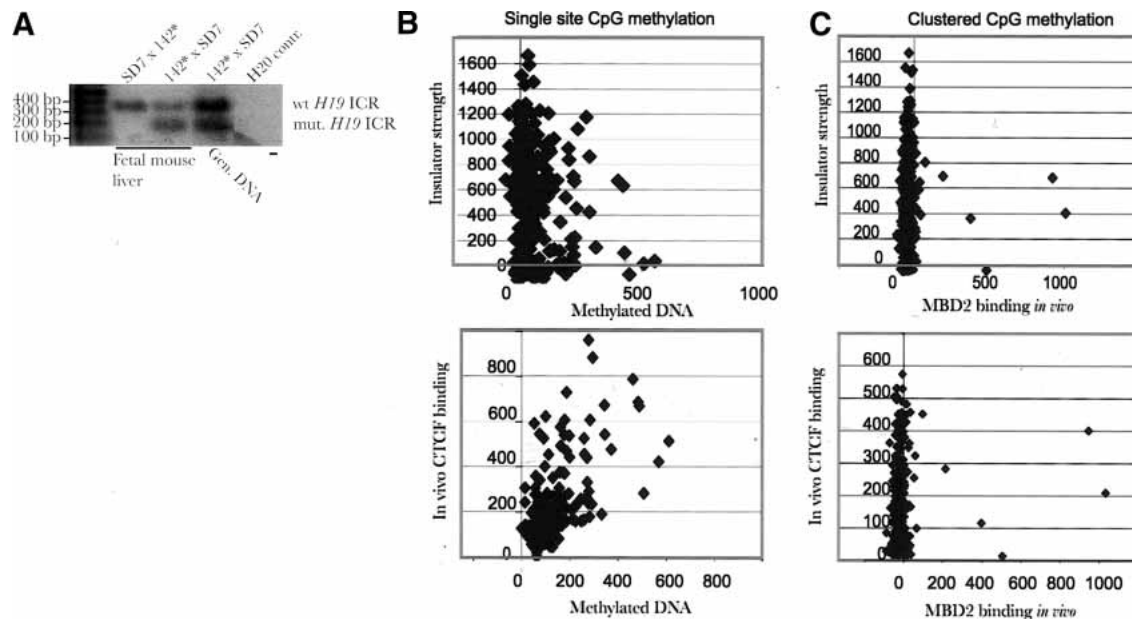 A
SD7 x 142*
142* x SD7
142* x SD7
H20 contr.
400 bp
300 bp
200 bp
100 bp
wt H19 ICR
mut. H19 ICR
Fetal mouse
liver
Gen. DNA
B
Single site CpG methylation
Insulator strength
1600
1400
1200
1000
800
600
400
200
0
0
500
1000
Methylated DNA
In vivo CTCF binding
800
600
400
200
0
0
200
400
600
800
Methylated DNA
C
Clustered CpG methylation
Insulator strength
1600
1400
1200
1000
800
600
400
200
0
0
500
1000
MBD2 binding in vivo
In vivo CTCF binding
600
500
400
300
200
100
0
0
200
400
600
800
1000
MBD2 binding in vivo